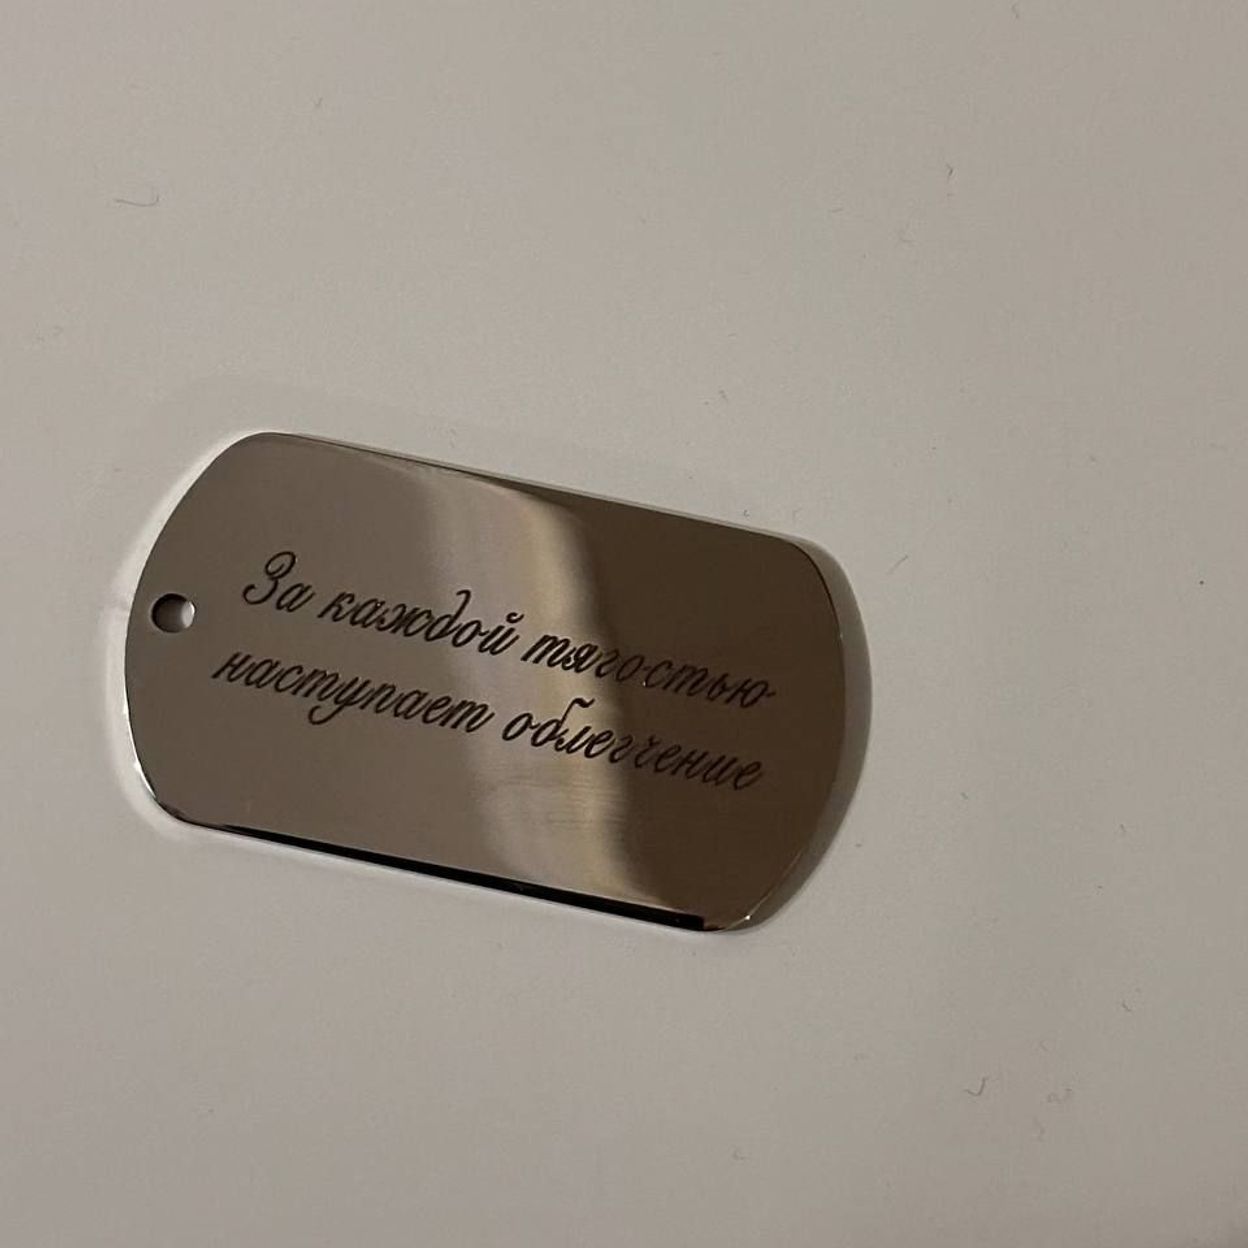 За каждой тягостью
наступает облегчение